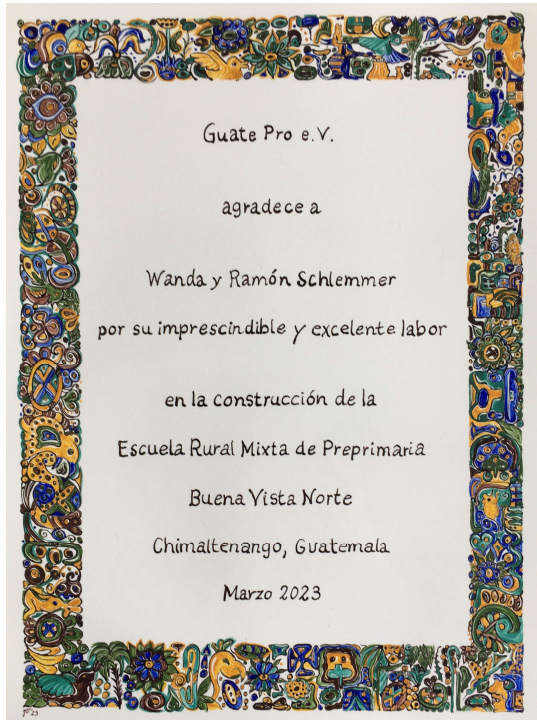 Guate Pro e.V.
agradece a
Wanda y Ramón Schlemmer
por su imprescindible y excelente labor
en la construcción de la
Escuela Rural Mixta de Preprimaria
Buena Vista Norte
Chimaltenango, Guatemala
Marzo 2023